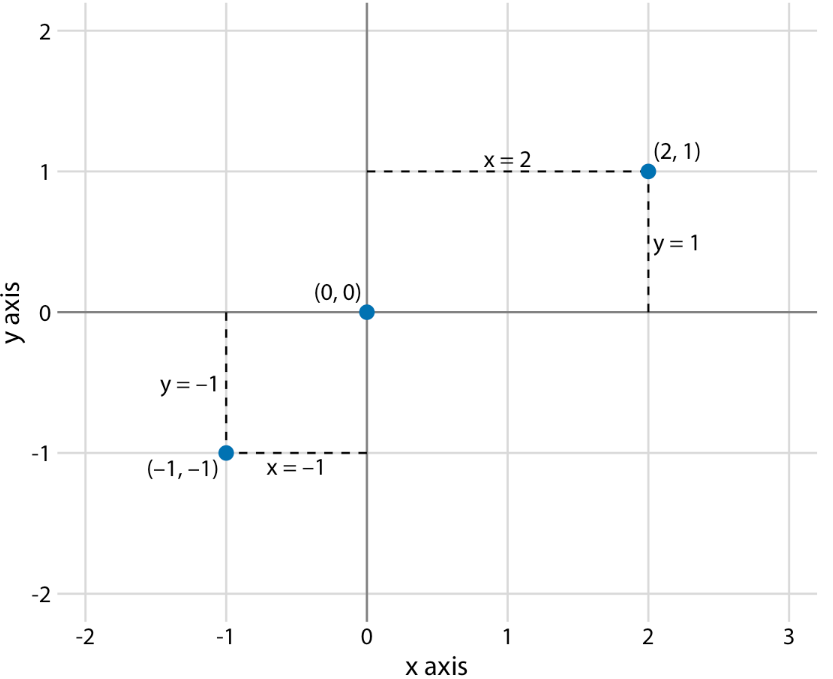 2
(2, 1)
x = 2
1
y = 1
(0, 0)
0
y axis
y = –1
-1
(–1, –1)
x = –1
-2
-2
-1
0
1
2
3
x axis